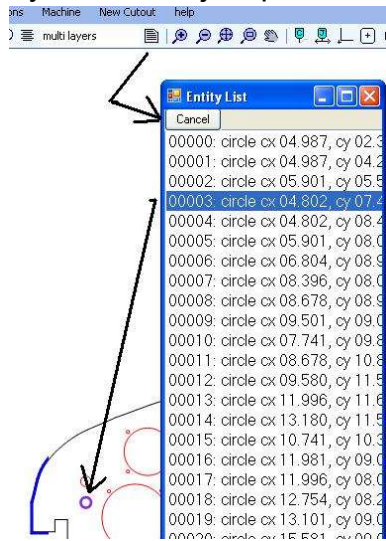 ons Machine New Cutout help
multi layers
Entity List
Cancel
00000: circle cx 04.987, cy 02.3
00001: circle cx 04.987, cy 04.2
00002: circle cx 05.901, cy 05.5
00003: circle cx 04.802, cy 07.4
00004: circle cx 04.802, cy 08.4
00005: circle cx 05.901, cy 08.0
00006: circle cx 06.804, cy 08.9
00007: circle cx 08.396, cy 08.0
00008: circle cx 08.678, cy 08.9
00009: circle cx 09.501, cy 09.0
00010: circle cx 07.741, cy 09.8
00011: circle cx 08.678, cy 10.8
00012: circle cx 09.580, cy 11.5
00013: circle cx 11.996, cy 11.6
00014: circle cx 13.180, cy 11.5
00015: circle cx 10.741, cy 10.3
00016: circle cx 11.981, cy 09.0
00017: circle cx 11.996, cy 08.0
00018: circle cx 12.754, cy 08.2
00019: circle cx 13.101, cy 09.0
00020: circle cx 15.581, cy 09.0